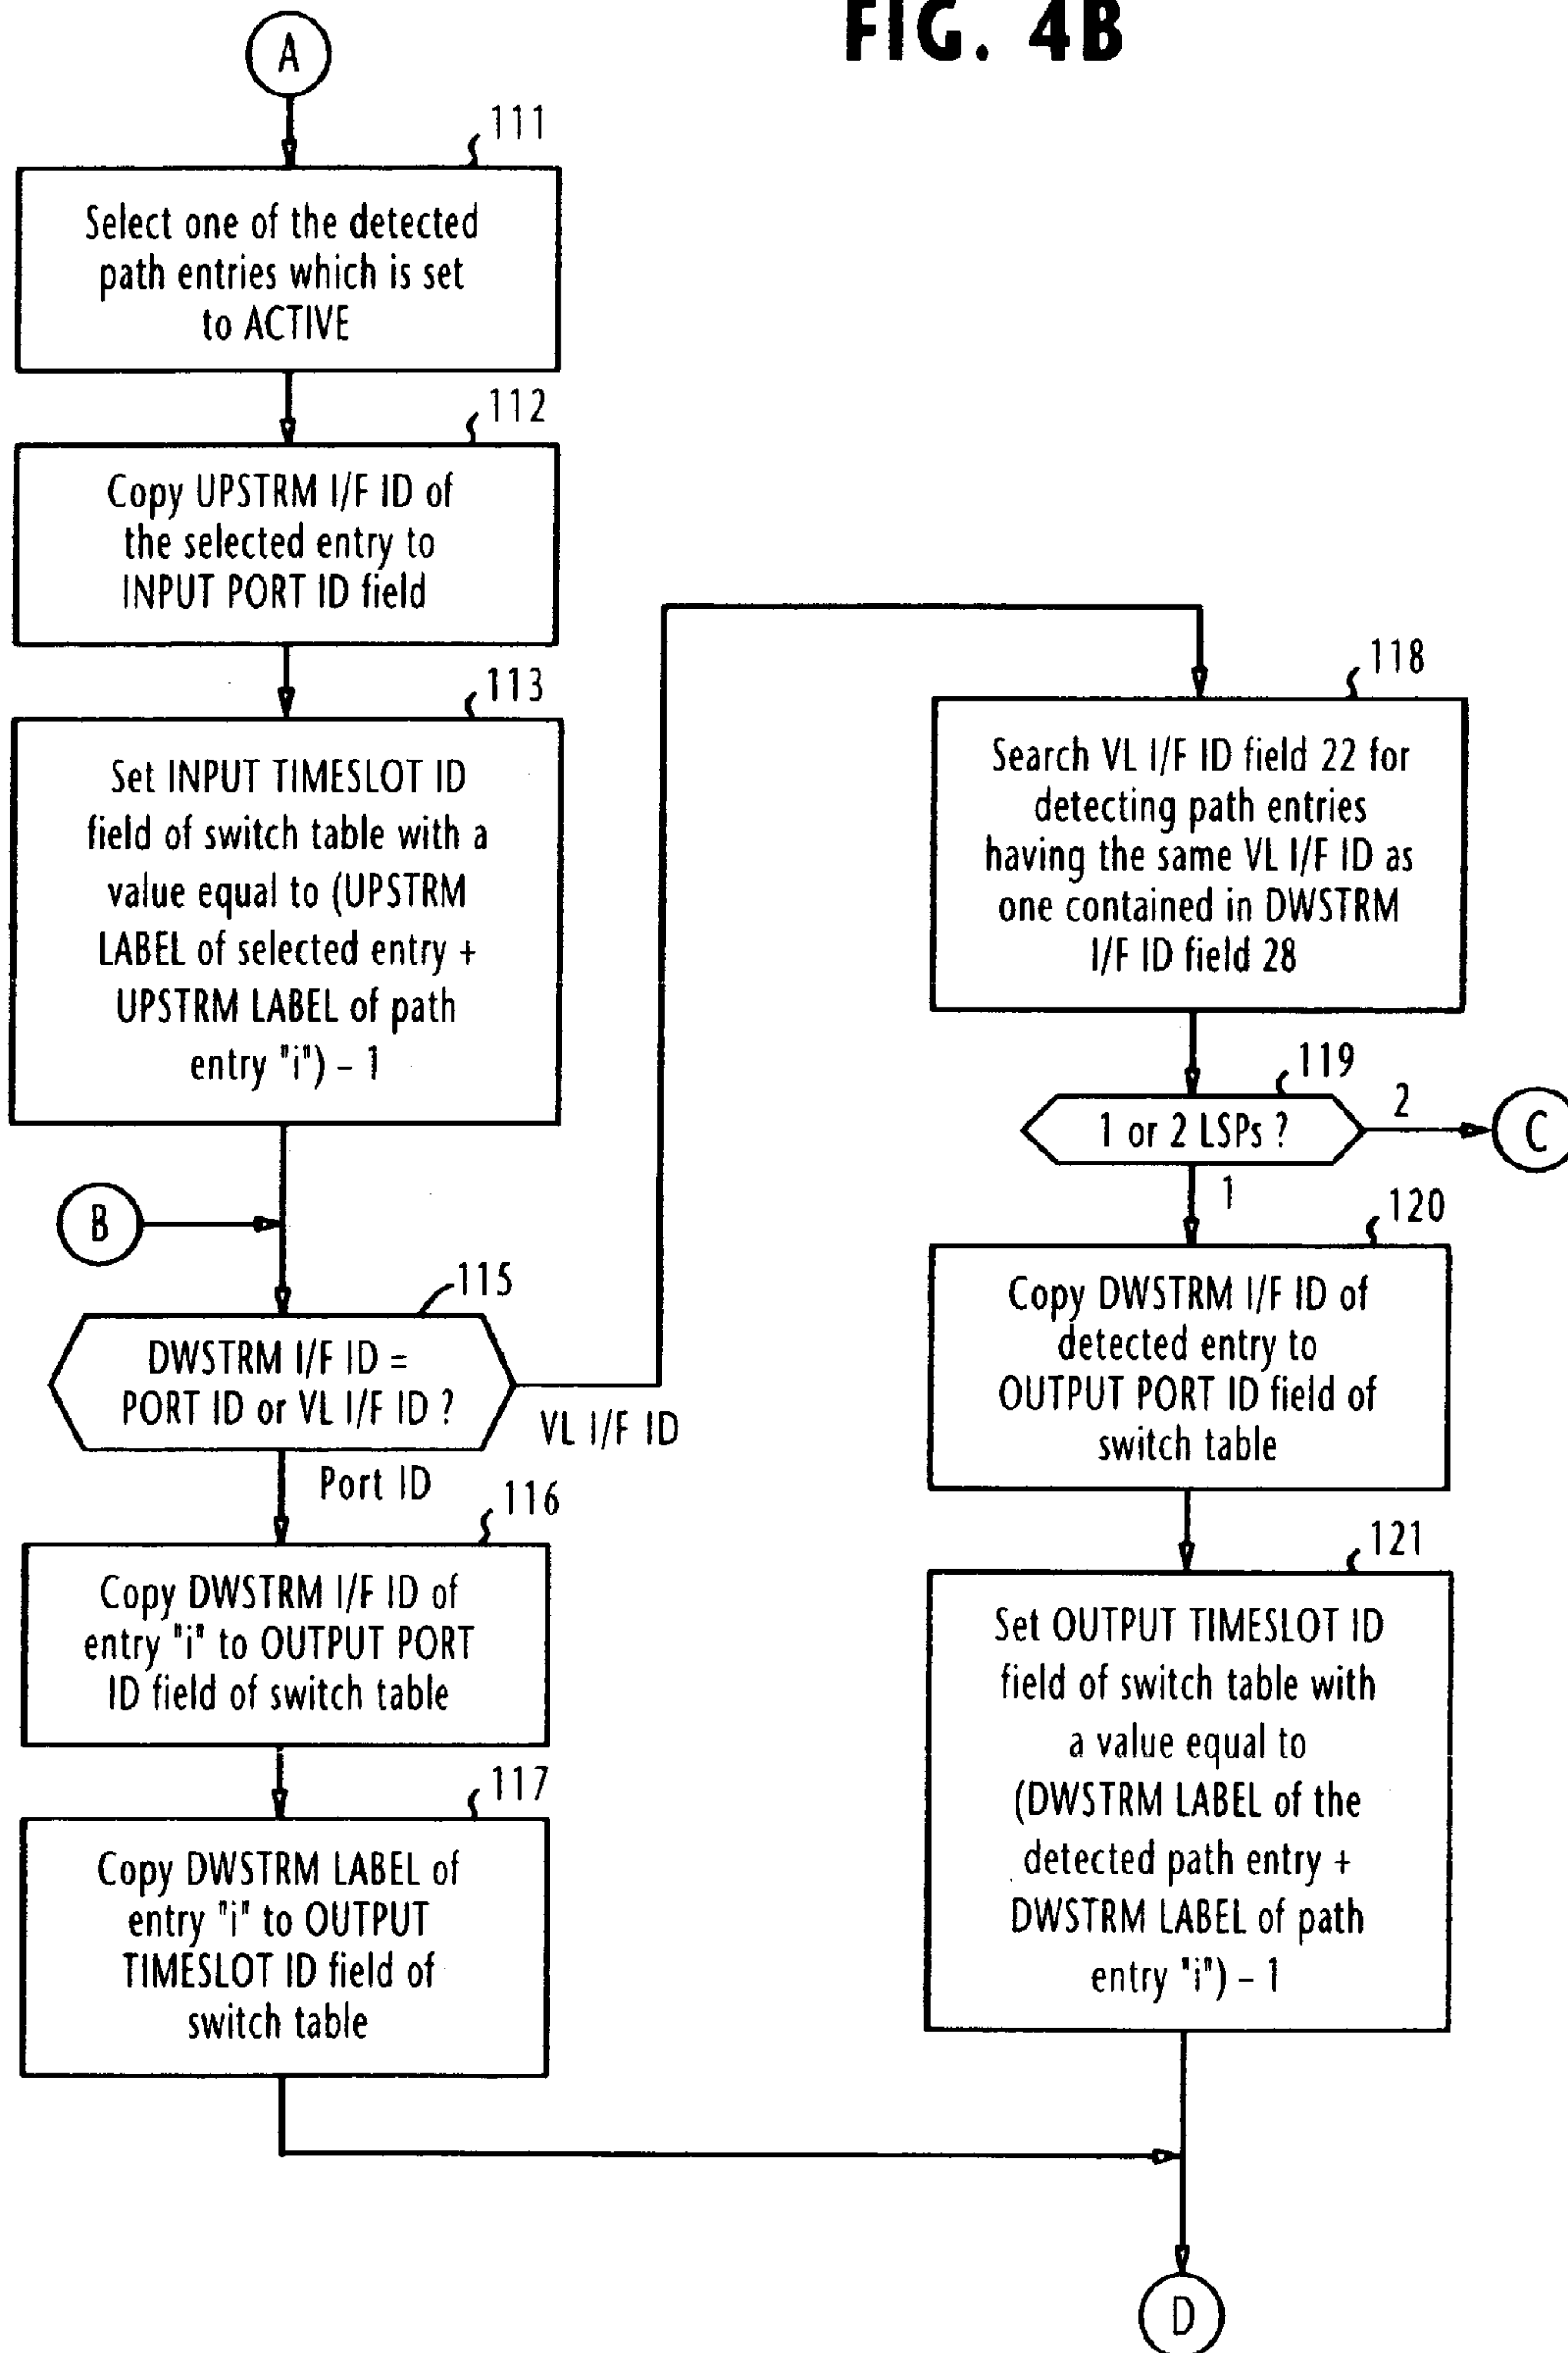 FIG. 4B
A
111
Select one of the detected
path entries which is set
to ACTIVE
112
Copy UPSTRM I/F ID of
the selected entry to
INPUT PORT ID field
113
Set INPUT TIMESLOT ID
field of switch table with a
value equal to (UPSTRM
LABEL of selected entry +
UPSTRM LABEL of path
entry "i") – 1
B
115
DWSTRM I/F ID =
PORT ID or VL I/F ID ?
VL I/F ID
Port ID
116
Copy DWSTRM I/F ID of
entry "i" to OUTPUT PORT
ID field of switch table
117
Copy DWSTRM LABEL of
entry "i" to OUTPUT
TIMESLOT ID field of
switch table
118
Search VL I/F ID field 22 for
detecting path entries
having the same VL I/F ID as
one contained in DWSTRM
I/F ID field 28
119
1 or 2 LSPs ?
2
C
1
120
Copy DWSTRM I/F ID of
detected entry to
OUTPUT PORT ID field of
switch table
121
Set OUTPUT TIMESLOT ID
field of switch table with
a value equal to
(DWSTRM LABEL of the
detected path entry +
DWSTRM LABEL of path
entry "i") – 1
D